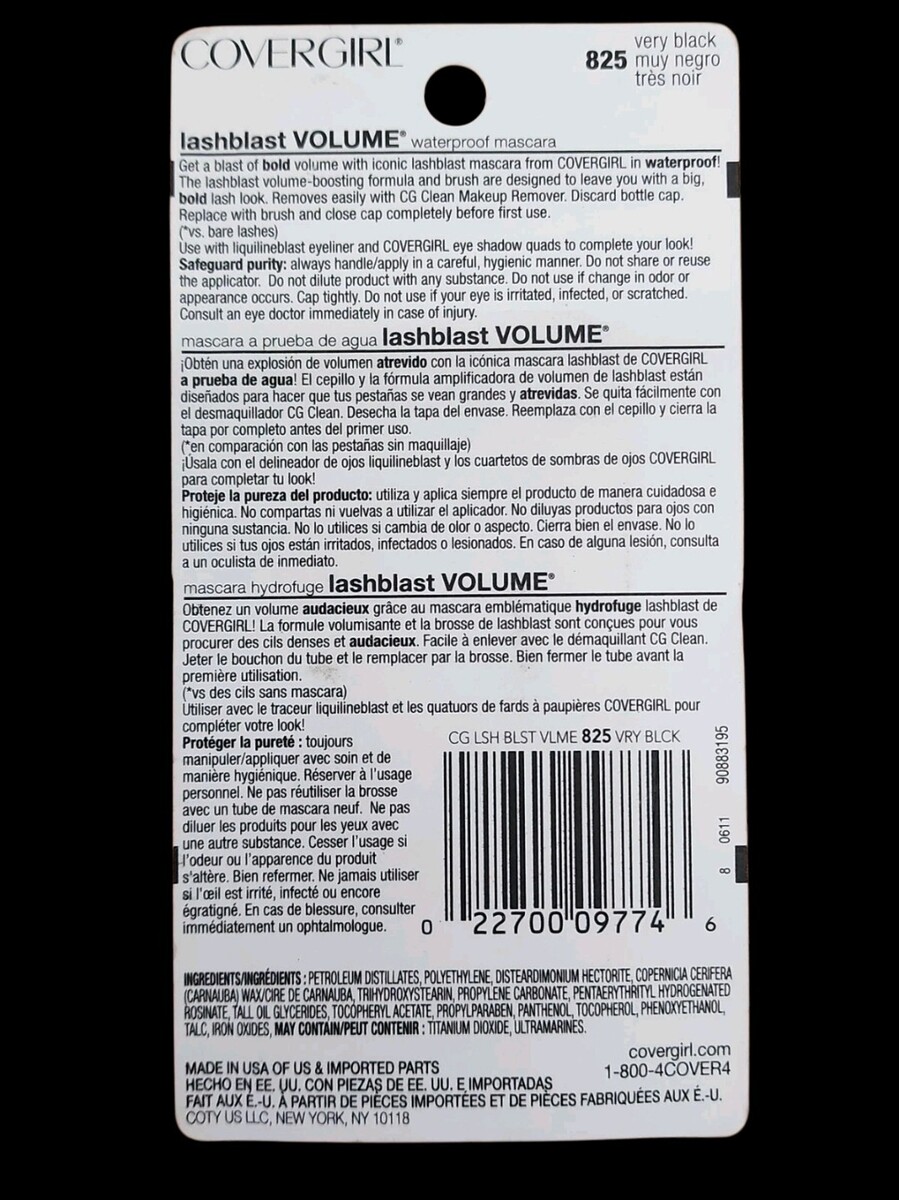 COVERGIRL®
825 very black
muy negro
très noir
lashblast VOLUME® waterproof mascara
Get a blast of bold volume with iconic lashblast mascara from COVERGIRL in waterproof!
The lashblast volume-boosting formula and brush are designed to leave you with a big,
bold lash look. Removes easily with CG Clean Makeup Remover. Discard bottle cap.
Replace with brush and close cap completely before first use.
(*vs. bare lashes)
Use with liquilineblast eyeliner and COVERGIRL eye shadow quads to complete your look!
Safeguard purity: always handle/apply in a careful, hygienic manner. Do not share or reuse
the applicator. Do not dilute product with any substance. Do not use if change in odor or
appearance occurs. Cap tightly. Do not use if your eye is irritated, infected, or scratched.
Consult an eye doctor immediately in case of injury.
mascara a prueba de agua lashblast VOLUME®
¡Obtén una explosión de volumen atrevido con la icónica mascara lashblast de COVERGIRL
a prueba de agua! El cepillo y la fórmula amplificadora de volumen de lashblast están
diseñados para hacer que tus pestañas se vean grandes y atrevidas. Se quita fácilmente con
el desmaquillador CG Clean. Desecha la tapa del envase. Reemplaza con el cepillo y cierra la
tapa por completo antes del primer uso.
(*en comparación con las pestañas sin maquillaje)
¡Úsala con el delineador de ojos liquilineblast y los cuartetos de sombras de ojos COVERGIRL
para completar tu look!
Proteje la pureza del producto: utiliza y aplica siempre el producto de manera cuidadosa e
higiénica. No compartas ni vuelvas a utilizar el aplicador. No diluyas productos para ojos con
ninguna sustancia. No lo utilices si cambia de olor o aspecto. Cierra bien el envase. No lo
utilices si tus ojos están irritados, infectados o lesionados. En caso de alguna lesión, consulta
a un oculista de inmediato.
mascara hydrofuge lashblast VOLUME®
Obtenez un volume audacieux grâce au mascara emblématique hydrofuge lashblast de
COVERGIRL! La formule volumisante et la brosse de lashblast sont conçues pour vous
procurer des cils denses et audacieux. Facile à enlever avec le démaquillant CG Clean.
Jeter le bouchon du tube et le remplacer par la brosse. Bien fermer le tube avant la
première utilisation.
(*vs des cils sans mascara)
Utiliser avec le traceur liquilineblast et les quatuors de fards à paupières COVERGIRL pour
compléter votre look!
Protéger la pureté : toujours
manipuler/appliquer avec soin et de
manière hygiénique. Réserver à l'usage
personnel. Ne pas réutiliser la brosse
avec un tube de mascara neuf. Ne pas
diluer les produits pour les yeux avec
une autre substance. Cesser l'usage si
l'odeur ou l'apparence du produit
s'altère. Bien refermer. Ne jamais utiliser
si l'œil est irrité, infecté ou encore
égratigné. En cas de blessure, consulter
immédiatement un ophtalmologue.
CG LSH BLST VLME 825 VRY BLCK
0 22700 09774 6
8 0611 90883195
INGREDIENTS/INGRÉDIENTS : PETROLEUM DISTILLATES, POLYETHYLENE, DISTEARDIMONIUM HECTORITE, COPERNICIA CERIFERA
(CARNAUBA) WAX/CIRE DE CARNAUBA, TRIHYDROXYSTEARIN, PROPYLENE CARBONATE, PENTAERYTHRITYL HYDROGENATED
ROSINATE, TALL OIL GLYCERIDES, TOCOPHERYL ACETATE, PROPYLPARABEN, PANTHENOL, TOCOPHEROL, PHENOXYETHANOL,
TALC, IRON OXIDES, MAY CONTAIN/PEUT CONTENIR : TITANIUM DIOXIDE, ULTRAMARINES.
covergirl.com
1-800-4COVER4
MADE IN USA OF US & IMPORTED PARTS
HECHO EN EE. UU. CON PIEZAS DE EE. UU. E IMPORTADAS
FAIT AUX É.-U. À PARTIR DE PIÈCES IMPORTÉES ET DE PIÈCES FABRIQUÉES AUX É.-U.
COTY US LLC, NEW YORK, NY 10118